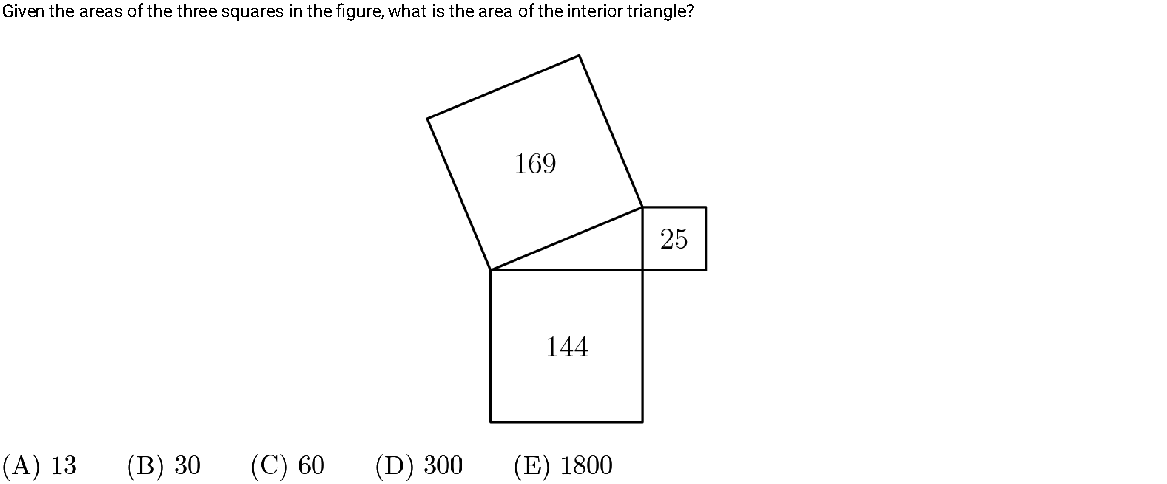 Given the areas of the three squares in the figure, what is the area of the interior triangle?
169
25
144
(A) 13 (B) 30 (C) 60 (D) 300 (E) 1800